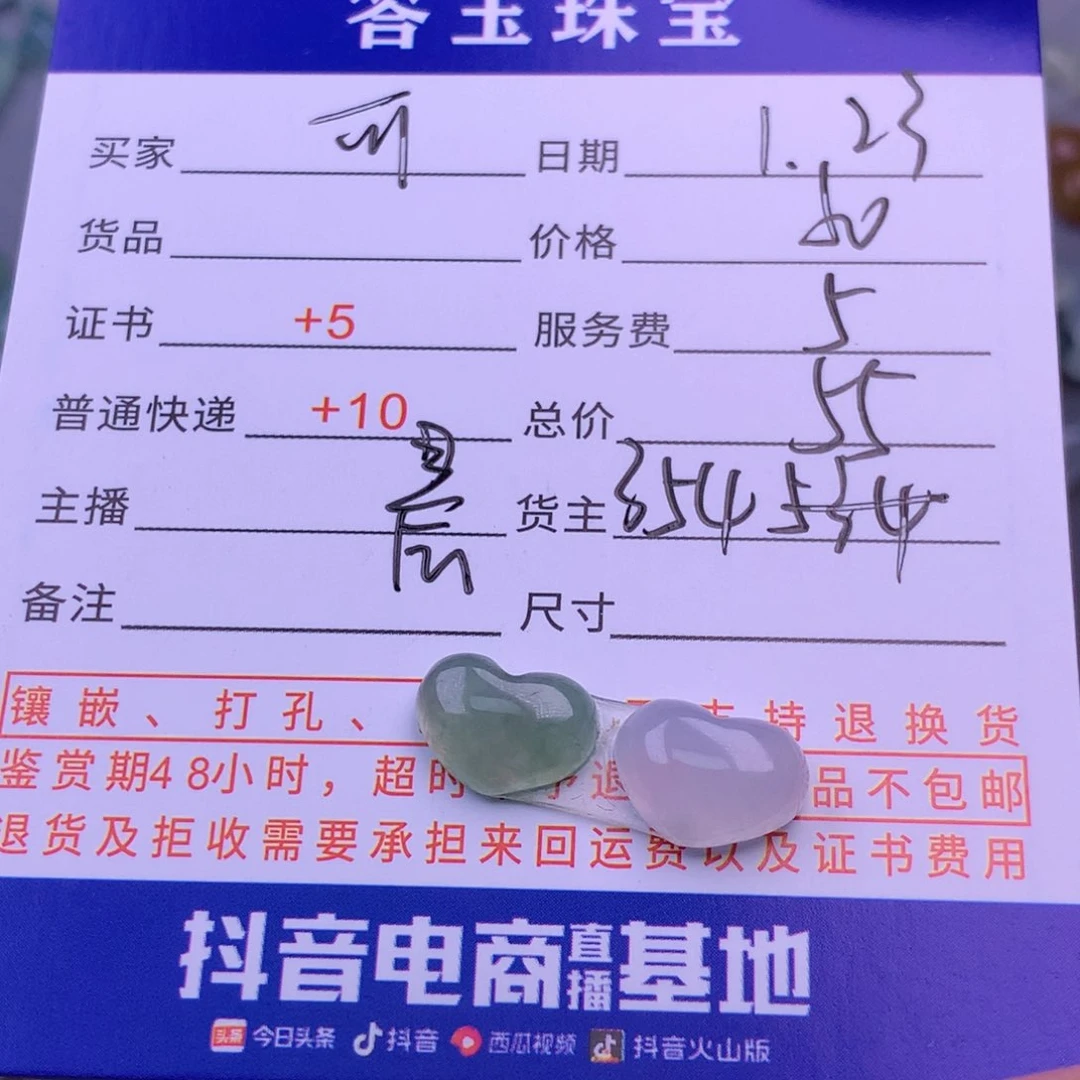 玉珠宝
买家 日期 1.23
货品 价格 50
证书 +5 服务费 5
普通快递 +10 总价 55
主播 货主 354
备注 尺寸
镶嵌、打孔、 支持退换货
鉴赏期48小时，超时 予退 品不包邮
退货及拒收需要承担来回运费以及证书费用
抖音电商直播基地
头条 今日头条 抖音 西瓜视频 抖音火山版